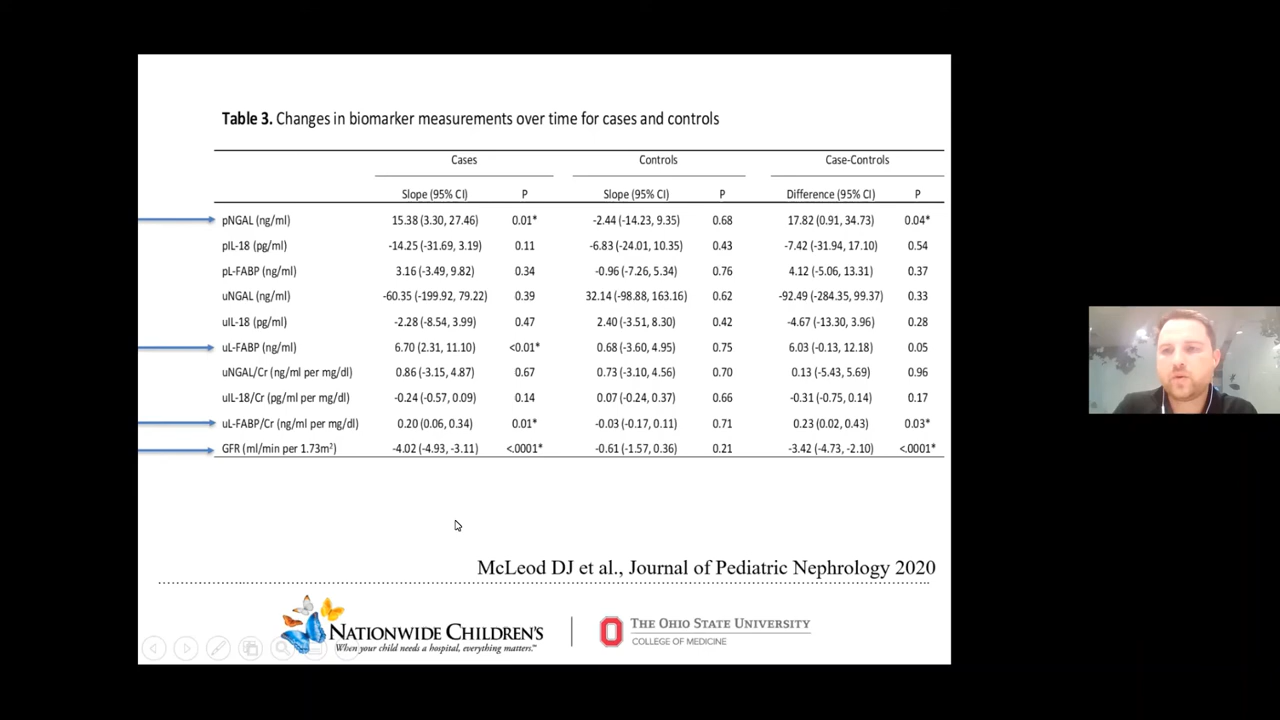 Table 3. Changes in biomarker measurements over time for cases and controls
Cases Controls Case-Controls
Slope (95% CI) P Slope (95% CI) P Difference (95% CI) P
pNGAL (ng/ml) 15.38 (3.30, 27.46) 0.01* -2.44 (-14.23, 9.35) 0.68 17.82 (0.91, 34.73) 0.04*
pIL-18 (pg/ml) -14.25 (-31.69, 3.19) 0.11 -6.83 (-24.01, 10.35) 0.43 -7.42 (-31.94, 17.10) 0.54
pL-FABP (ng/ml) 3.16 (-3.49, 9.82) 0.34 -0.96 (-7.26, 5.34) 0.76 4.12 (-5.06, 13.31) 0.37
uNGAL (ng/ml) -60.35 (-199.92, 79.22) 0.39 32.14 (-98.88, 163.16) 0.62 -92.49 (-284.35, 99.37) 0.33
uIL-18 (pg/ml) -2.28 (-8.54, 3.99) 0.47 2.40 (-3.51, 8.30) 0.42 -4.67 (-13.30, 3.96) 0.28
uL-FABP (ng/ml) 6.70 (2.31, 11.10) <0.01* 0.68 (-3.60, 4.95) 0.75 6.03 (-0.13, 12.18) 0.05
uNGAL/Cr (ng/ml per mg/dl) 0.86 (-3.15, 4.87) 0.67 0.73 (-3.10, 4.56) 0.70 0.13 (-5.43, 5.69) 0.96
uIL-18/Cr (pg/ml per mg/dl) -0.24 (-0.57, 0.09) 0.14 0.07 (-0.24, 0.37) 0.66 -0.31 (-0.75, 0.14) 0.17
uL-FABP/Cr (ng/ml per mg/dl) 0.20 (0.06, 0.34) 0.01* -0.03 (-0.17, 0.11) 0.71 0.23 (0.02, 0.43) 0.03*
GFR (ml/min per 1.73m²) -4.02 (-4.93, -3.11) <.0001* -0.61 (-1.57, 0.36) 0.21 -3.42 (-4.73, -2.10) <.0001*
McLeod DJ et al., Journal of Pediatric Nephrology 2020
NATIONWIDE CHILDREN'S
When your child needs a hospital, everything matters.™
THE OHIO STATE UNIVERSITY
COLLEGE OF MEDICINE